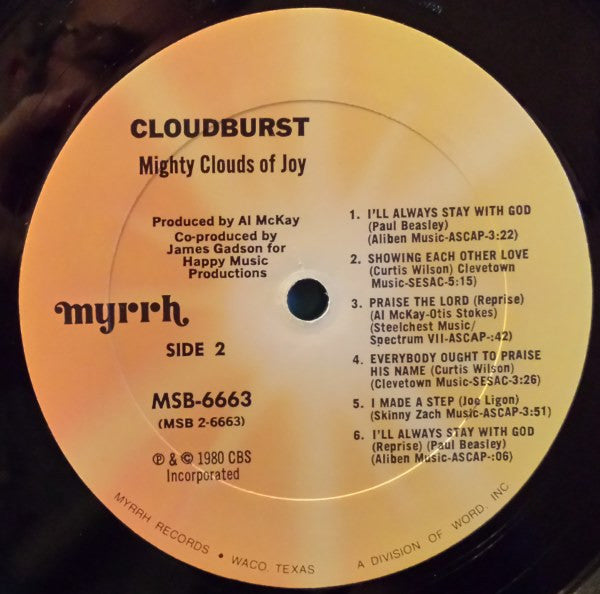 CLOUDBURST
Mighty Clouds of Joy
Produced by Al McKay
Co-produced by
James Gadson for
Happy Music
Productions
myrrh
SIDE 2
MSB-6663
(MSB 2-6663)
℗ & © 1980 CBS
Incorporated
1. I'LL ALWAYS STAY WITH GOD
(Paul Beasley)
(Aliben Music-ASCAP-3:22)
2. SHOWING EACH OTHER LOVE
(Curtis Wilson) Clevetown
Music-SESAC-5:15)
3. PRAISE THE LORD (Reprise)
(Al McKay-Otis Stokes)
(Steelchest Music/
Spectrum VII-ASCAP-:42)
4. EVERYBODY OUGHT TO PRAISE
HIS NAME (Curtis Wilson)
(Clevetown Music-SESAC-3:26)
5. I MADE A STEP (Joe Ligon)
(Skinny Zach Music-ASCAP-3:51)
6. I'LL ALWAYS STAY WITH GOD
(Reprise) (Paul Beasley)
(Aliben Music-ASCAP-:06)
MYRRH RECORDS • WACO, TEXAS A DIVISION OF WORD, INC